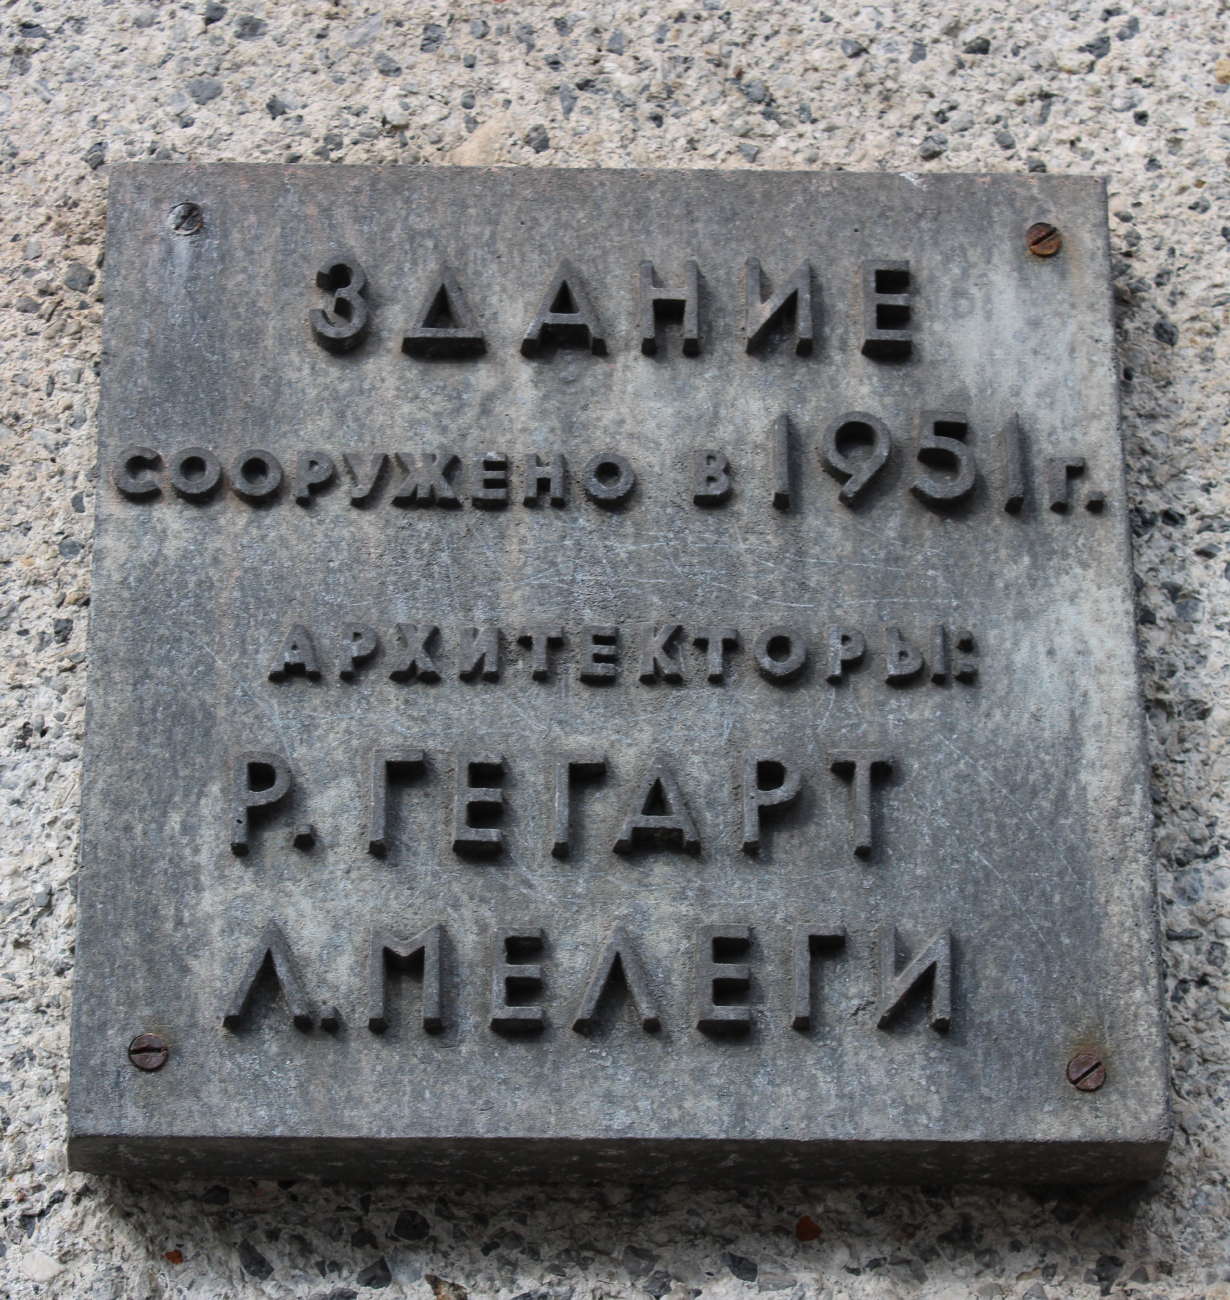 ЗДАНИЕ
СООРУЖЕНО В 1951 Г.
АРХИТЕКТОРЫ:
Р. ГЕГАРТ
Л. МЕЛЕГИ